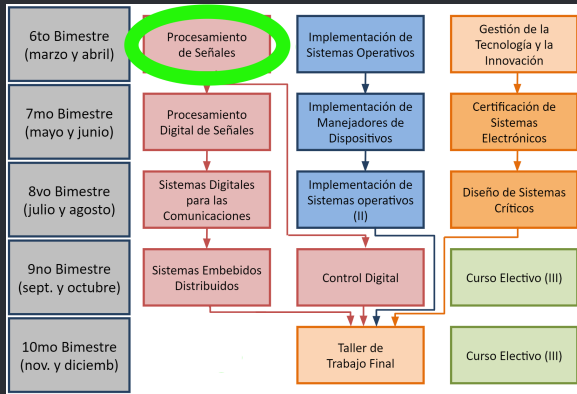 6to Bimestre
(marzo y abril)
Procesamiento
de Señales
Implementación de
Sistemas Operativos
Gestión de la
Tecnología y la
Innovación
7mo Bimestre
(mayo y junio)
Procesamiento
Digital de Señales
Implementación de
Manejadores de
Dispositivos
Certificación de
Sistemas
Electrónicos
8vo Bimestre
(julio y agosto)
Sistemas Digitales
para las
Comunicaciones
Implementación de
Sistemas operativos
(II)
Diseño de Sistemas
Críticos
9no Bimestre
(sept. y octubre)
Sistemas Embebidos
Distribuidos
Control Digital
Curso Electivo (III)
10mo Bimestre
(nov. y diciemb)
Taller de
Trabajo Final
Curso Electivo (III)